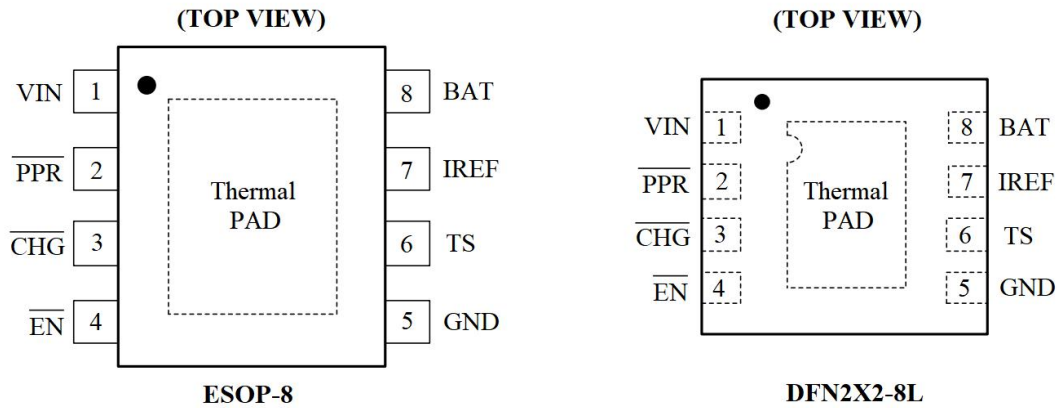 (TOP VIEW)
VIN 1 8 BAT
PPR 2 7 IREF
Thermal
PAD
CHG 3 6 TS
EN 4 5 GND
ESOP-8
(TOP VIEW)
VIN 1 8 BAT
PPR 2 7 IREF
Thermal
PAD
CHG 3 6 TS
EN 4 5 GND
DFN2X2-8L